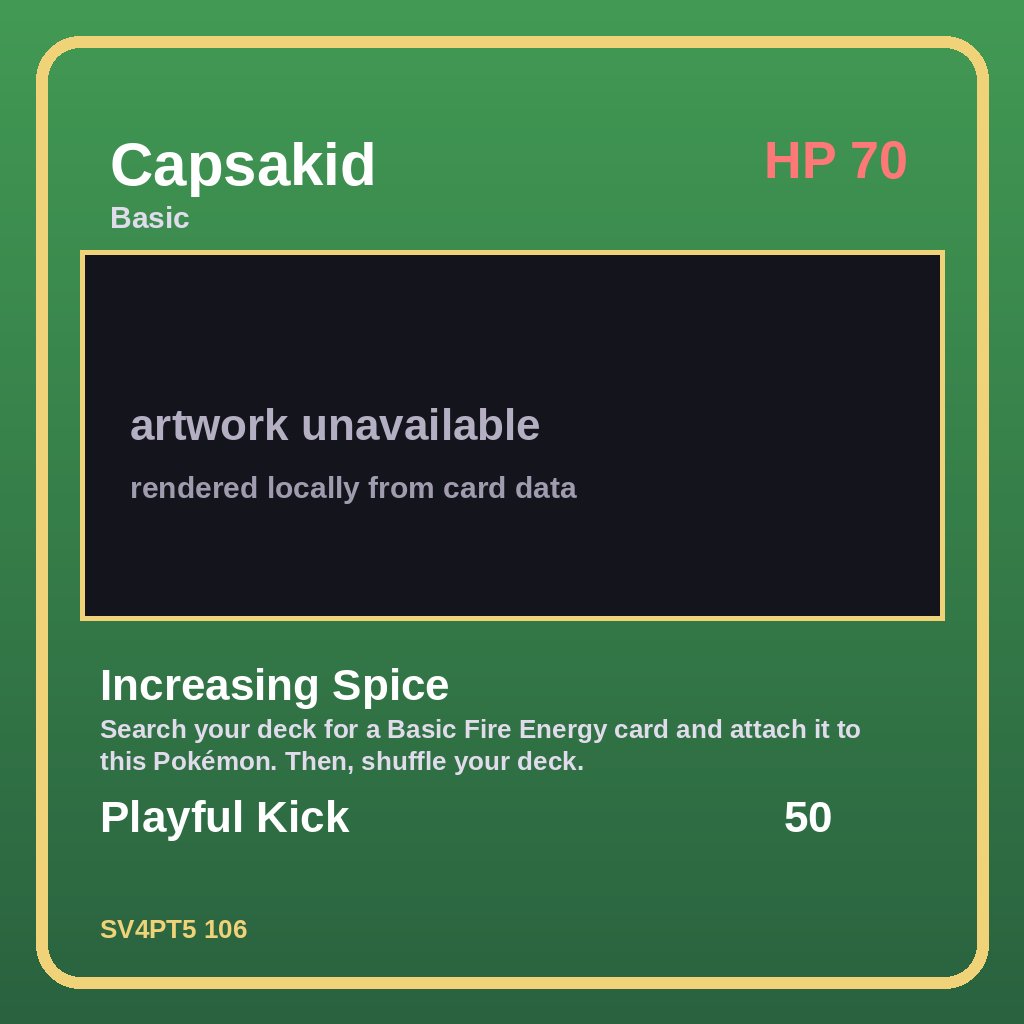 Capsakid
HP 70
Basic
artwork unavailable
rendered locally from card data
Increasing Spice
Search your deck for a Basic Fire Energy card and attach it to
this Pokémon. Then, shuffle your deck.
Playful Kick
50
SV4PT5 106